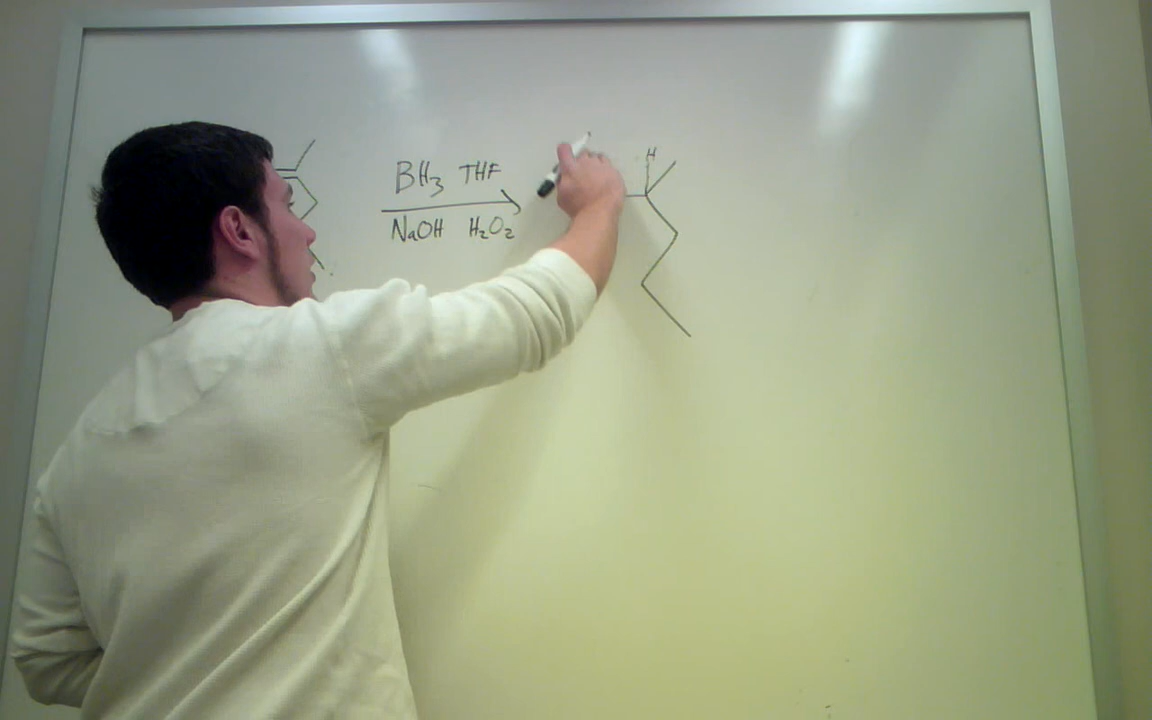 BH₃ THF
NaOH H₂O₂
H